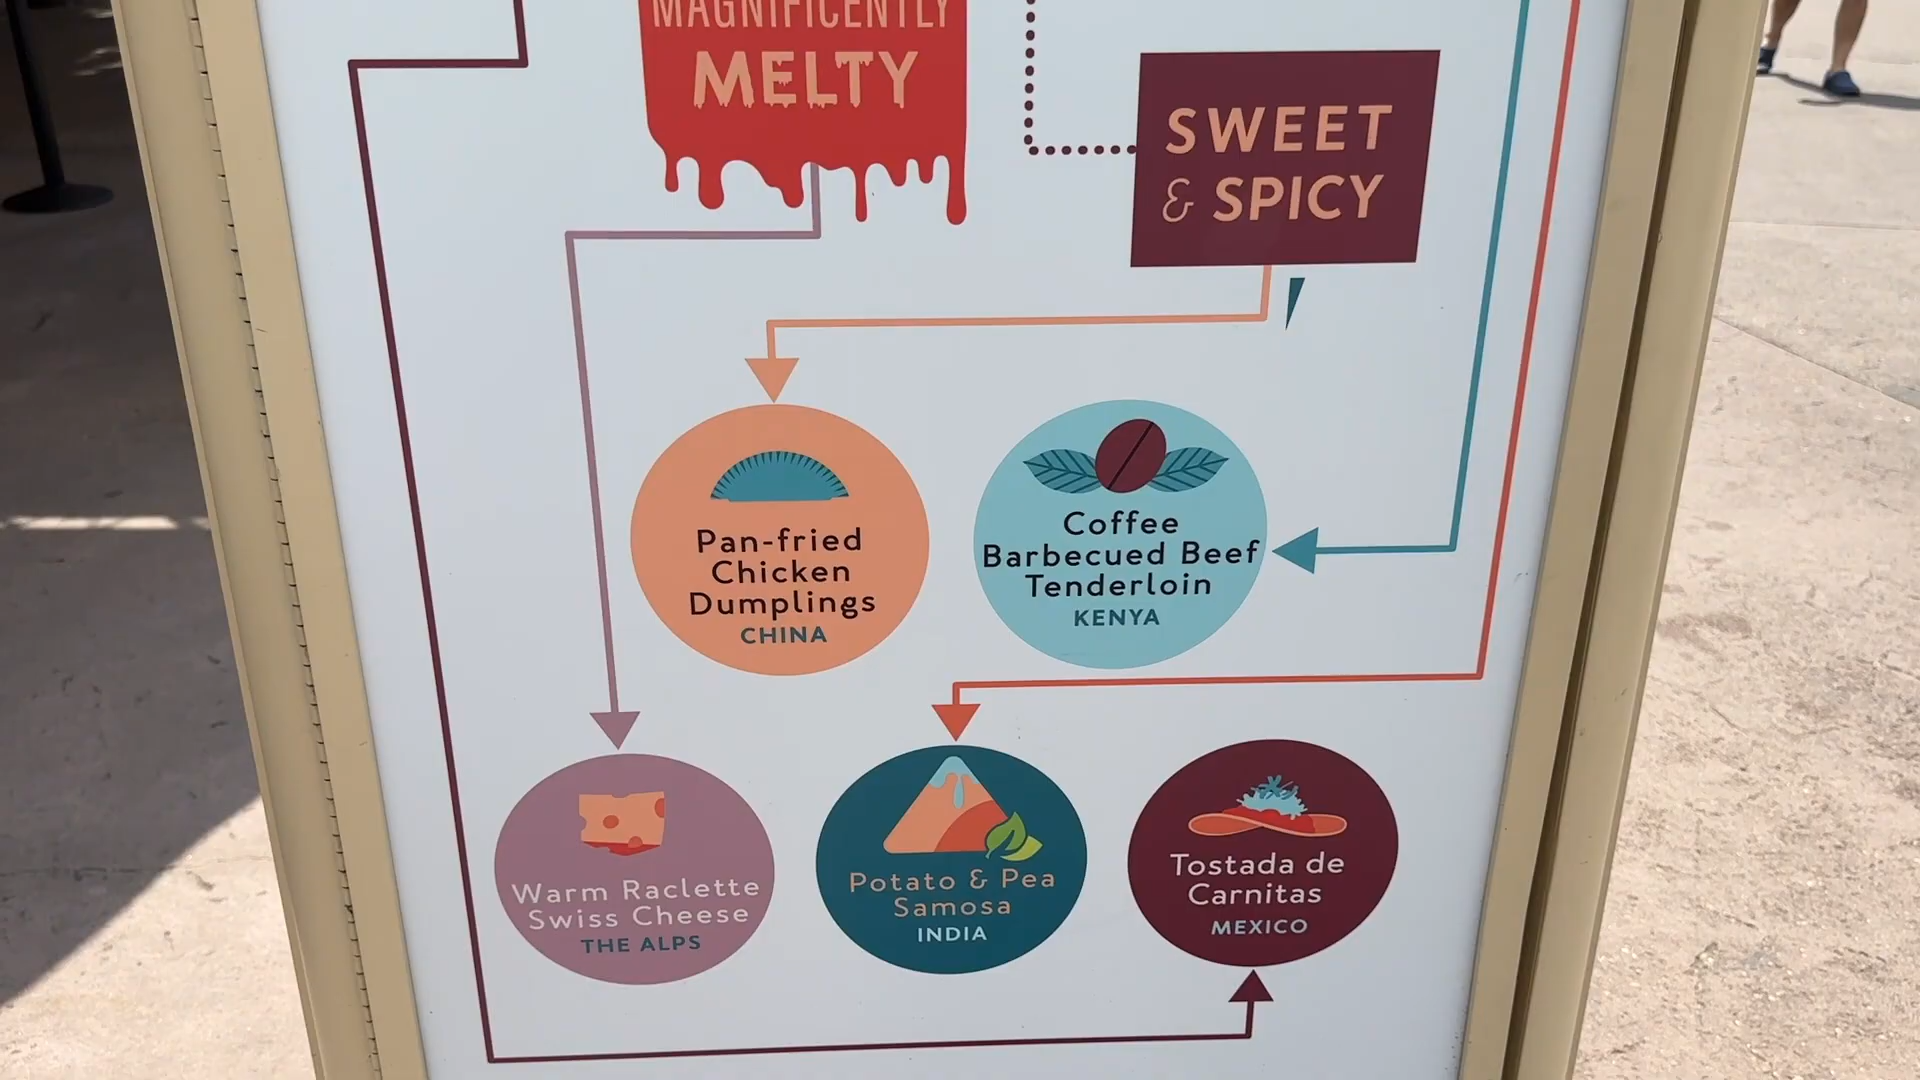 MAGNIFICENTLY
MELTY
SWEET
& SPICY
Pan-fried
Chicken
Dumplings
CHINA
Coffee
Barbecued Beef
Tenderloin
KENYA
Warm Raclette
Swiss Cheese
THE ALPS
Potato & Pea
Samosa
INDIA
Tostada de
Carnitas
MEXICO